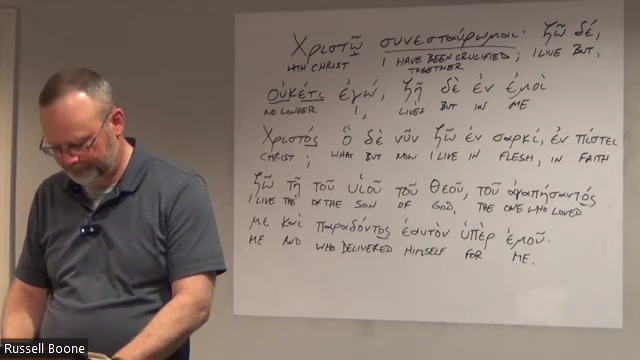 Χριστῷ συνεσταύρωμαι· ζῶ δέ,
WITH CHRIST I HAVE BEEN CRUCIFIED; I LIVE BUT,
TOGETHER
Οὐκέτι ἐγώ, ζῇ δὲ ἐν ἐμοὶ
NO LONGER I, LIVES BUT IN ME
Χριστός· ὃ δὲ νῦν ζῶ ἐν σαρκί, ἐν πίστει
CHRIST; WHAT BUT NOW I LIVE IN FLESH, IN FAITH
ζῶ τῇ τοῦ υἱοῦ τοῦ Θεοῦ, τοῦ ἀγαπήσαντός
I LIVE THE OF THE SON OF GOD, THE ONE WHO LOVED
με καὶ παραδόντος ἑαυτὸν ὑπὲρ ἐμοῦ.
ME AND WHO DELIVERED HIMSELF FOR ME.
Russell Boone